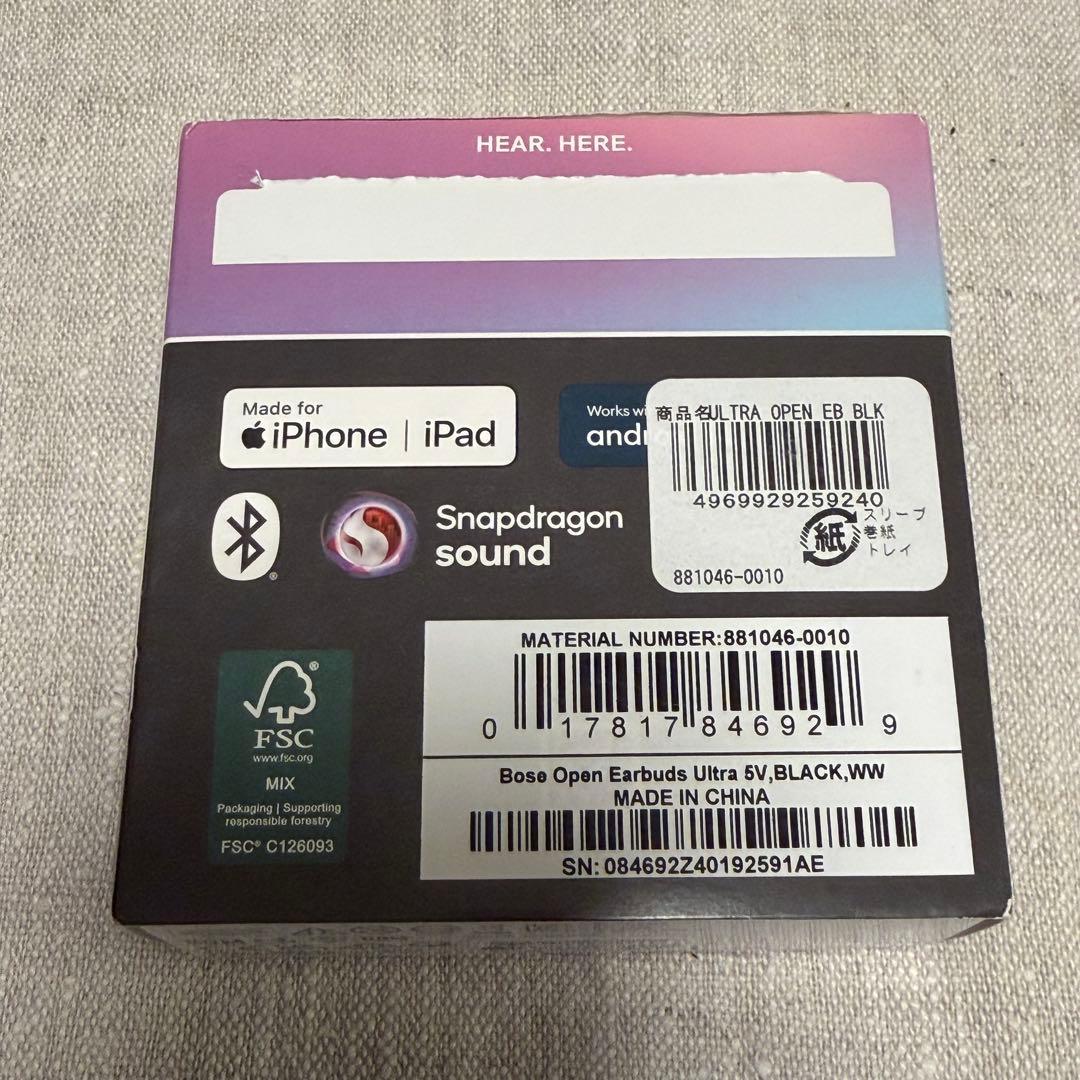 HEAR. HERE.
Made for
iPhone | iPad
Works wi
andr
商品名ULTRA OPEN EB BLK
4969929259240
紙
スリーブ
巻紙
トレイ
881046-0010
Snapdragon
sound
MATERIAL NUMBER:881046-0010
0 17817 84692 9
Bose Open Earbuds Ultra 5V,BLACK,WW
MADE IN CHINA
SN: 084692Z40192591AE
FSC
www.fsc.org
MIX
Packaging | Supporting
responsible forestry
FSC® C126093